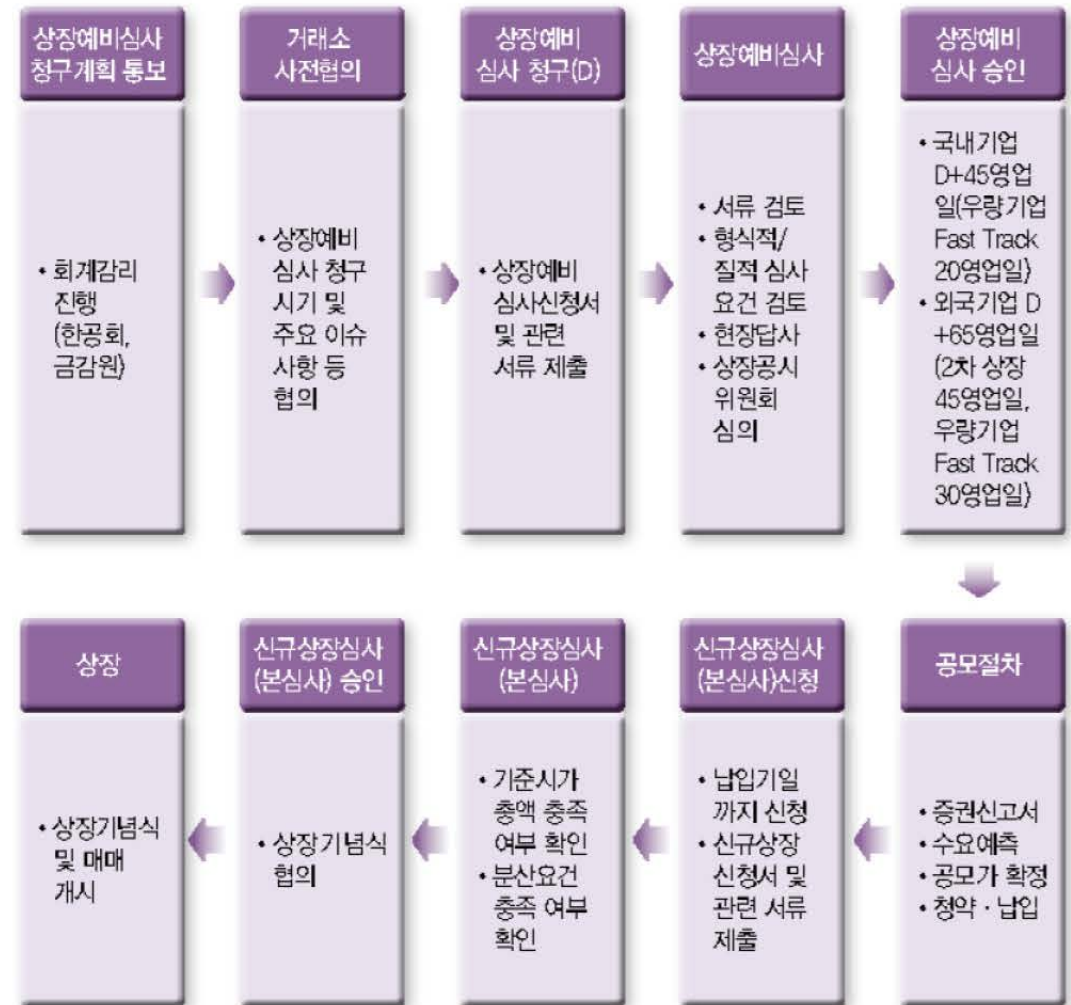 상장예비심사
청구계획 통보
• 회계감리
진행
(한공회,
금감원)
거래소
사전협의
• 상장예비
심사 청구
시기 및
주요 이슈
사항 등
협의
상장예비
심사 청구(D)
• 상장예비
심사신청서
및 관련
서류 제출
상장예비심사
• 서류 검토
• 형식적/
질적 심사
요건 검토
• 현장답사
• 상장공시
위원회
심의
상장예비
심사 승인
• 국내기업
D+45영업
일(우량기업
Fast Track
20영업일)
• 외국기업 D
+65영업일
(2차 상장
45영업일,
우량기업
Fast Track
30영업일)
공모절차
• 증권신고서
• 수요예측
• 공모가 확정
• 청약 · 납입
신규상장심사
(본심사)신청
• 납입기일
까지 신청
• 신규상장
신청서 및
관련 서류
제출
신규상장심사
(본심사)
• 기준시가
총액 충족
여부 확인
• 분산요건
충족 여부
확인
신규상장심사
(본심사) 승인
• 상장기념식
협의
상장
• 상장기념식
및 매매
개시